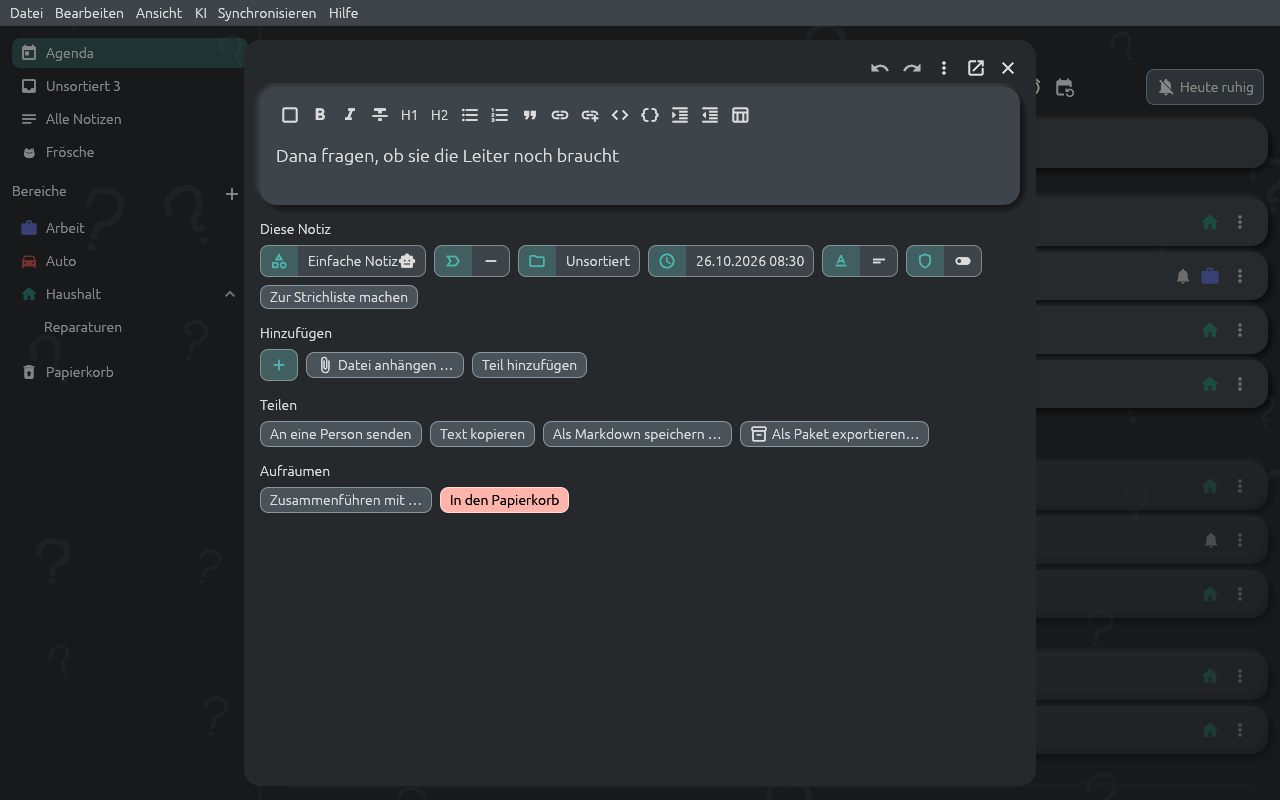 Datei Bearbeiten Ansicht KI Synchronisieren Hilfe
Agenda
Unsortiert 3
Alle Notizen
Frösche
Bereiche
Arbeit
Auto
Haushalt
Reparaturen
Papierkorb
Heute ruhig
H1 H2
Dana fragen, ob sie die Leiter noch braucht
Diese Notiz
Einfache Notiz
Unsortiert
26.10.2026 08:30
Zur Strichliste machen
Hinzufügen
Datei anhängen …
Teil hinzufügen
Teilen
An eine Person senden
Text kopieren
Als Markdown speichern …
Als Paket exportieren…
Aufräumen
Zusammenführen mit …
In den Papierkorb